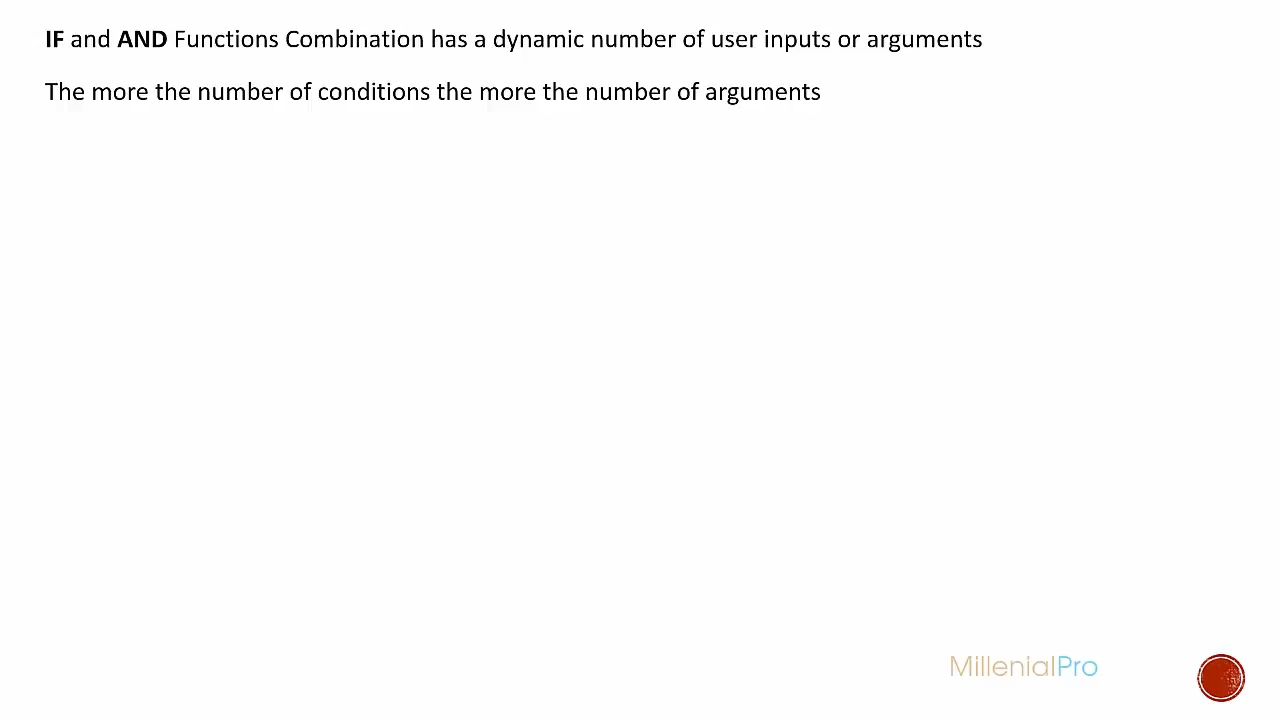 IF and AND Functions Combination has a dynamic number of user inputs or arguments
The more the number of conditions the more the number of arguments
MillenialPro